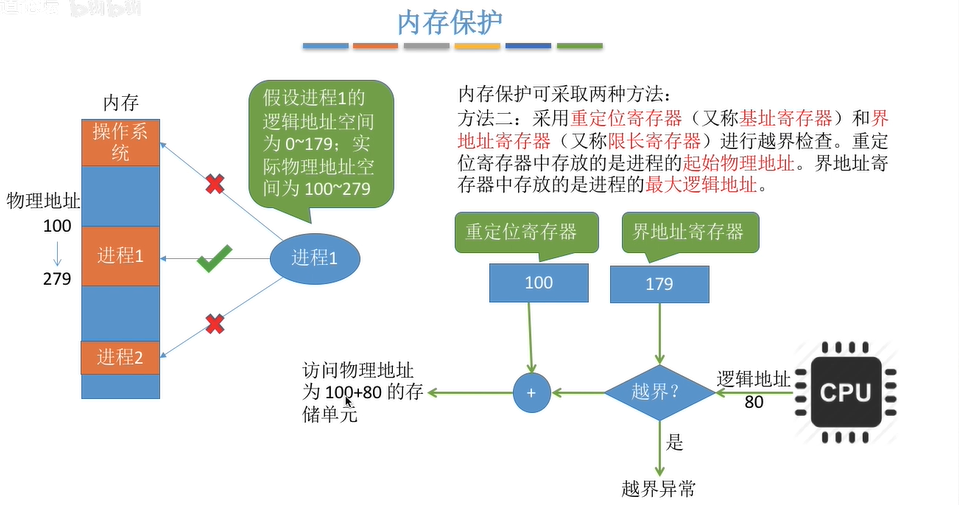 bilibili
内存保护
内存
操作系
统
物理地址
100
279
进程1
进程2
假设进程1的
逻辑地址空间
为 0~179；实
际物理地址空
间为 100~279
进程1
内存保护可采取两种方法：
方法二：采用重定位寄存器（又称基址寄存器）和界
地址寄存器（又称限长寄存器）进行越界检查。重定
位寄存器中存放的是进程的起始物理地址。界地址寄
存器中存放的是进程的最大逻辑地址。
重定位寄存器
界地址寄存器
100
179
访问物理地址
为 100+80 的存
储单元
+
越界？
逻辑地址
80
CPU
是
越界异常